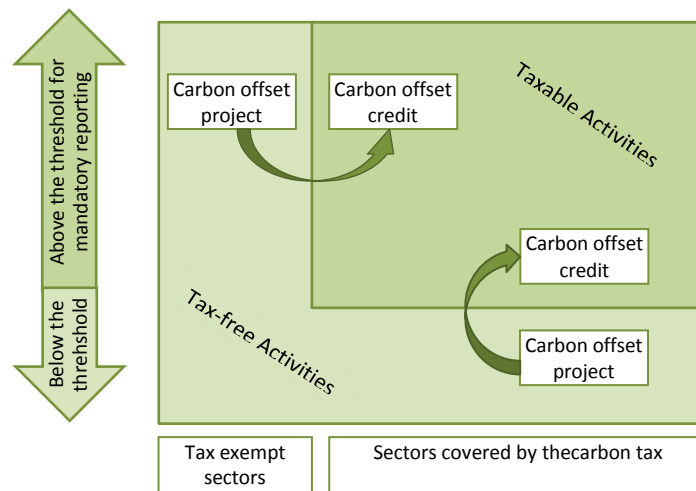 Above the threshold for
mandatory reporting
Below the
threhshold
Carbon offset
project
Carbon offset
credit
Taxable Activities
Carbon offset
credit
Tax-free Activities
Carbon offset
project
Tax exempt
sectors
Sectors covered by thecarbon tax